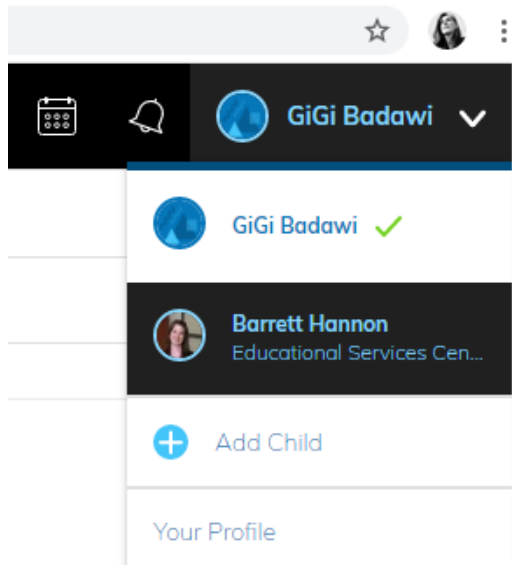 GiGi Badawi
GiGi Badawi
Barrett Hannon
Educational Services Cen...
Add Child
Your Profile